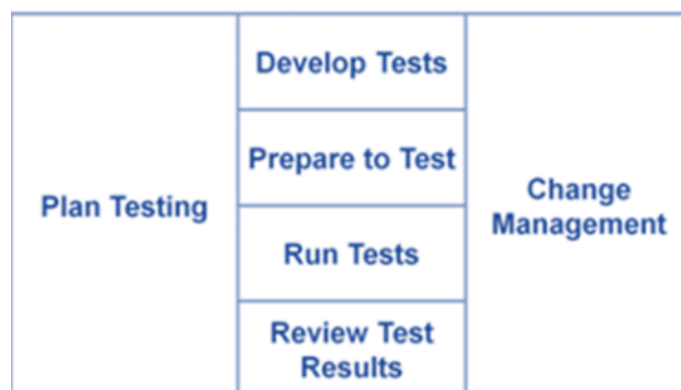 Plan Testing
Develop Tests
Prepare to Test
Run Tests
Review Test
Results
Change
Management